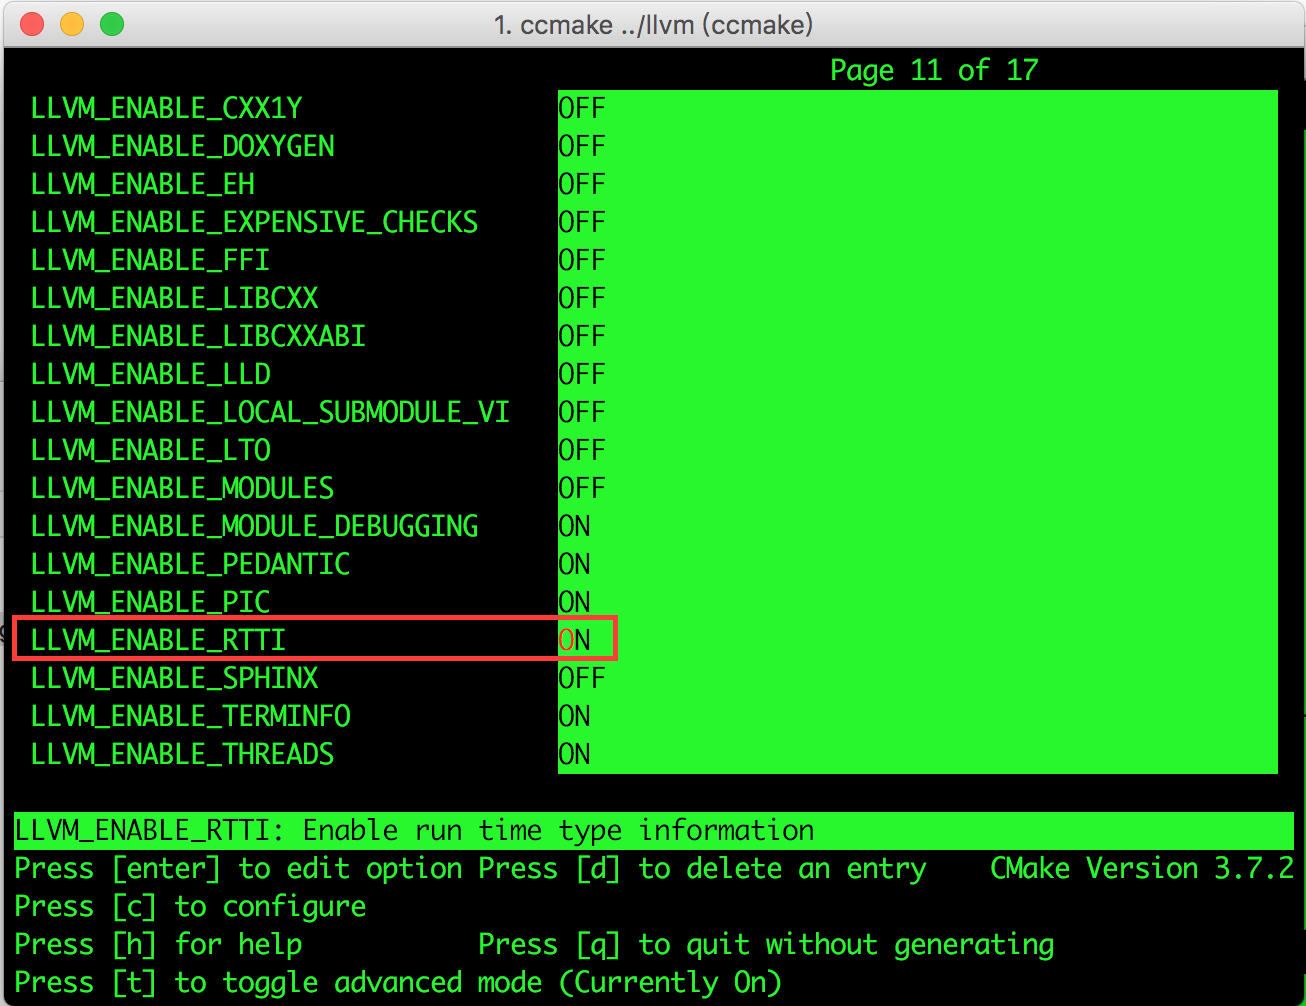 1. ccmake ../llvm (ccmake)
Page 11 of 17
LLVM_ENABLE_CXX1Y OFF
LLVM_ENABLE_DOXYGEN OFF
LLVM_ENABLE_EH OFF
LLVM_ENABLE_EXPENSIVE_CHECKS OFF
LLVM_ENABLE_FFI OFF
LLVM_ENABLE_LIBCXX OFF
LLVM_ENABLE_LIBCXXABI OFF
LLVM_ENABLE_LLD OFF
LLVM_ENABLE_LOCAL_SUBMODULE_VI OFF
LLVM_ENABLE_LTO OFF
LLVM_ENABLE_MODULES OFF
LLVM_ENABLE_MODULE_DEBUGGING ON
LLVM_ENABLE_PEDANTIC ON
LLVM_ENABLE_PIC ON
LLVM_ENABLE_RTTI ON
LLVM_ENABLE_SPHINX OFF
LLVM_ENABLE_TERMINFO ON
LLVM_ENABLE_THREADS ON
LLVM_ENABLE_RTTI: Enable run time type information
Press [enter] to edit option Press [d] to delete an entry CMake Version 3.7.2
Press [c] to configure
Press [h] for help Press [q] to quit without generating
Press [t] to toggle advanced mode (Currently On)